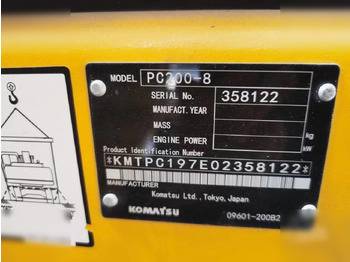 MODEL PC200-8
SERIAL No. 358122
MANUFACT. YEAR
MASS kg
ENGINE POWER kW
Product Identification Number
*KMTPC197E02358122*
MANUFACTURER
Komatsu Ltd., Tokyo, Japan
KOMATSU 09601-200B2